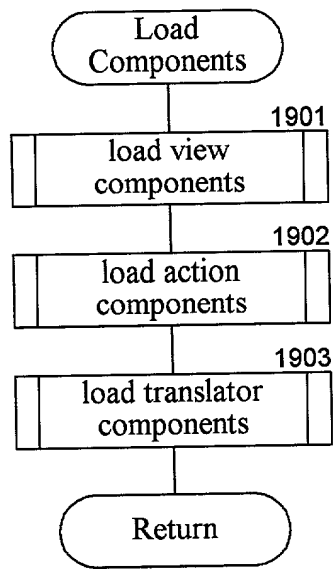 Load
Components
1901
load view
components
1902
load action
components
1903
load translator
components
Return